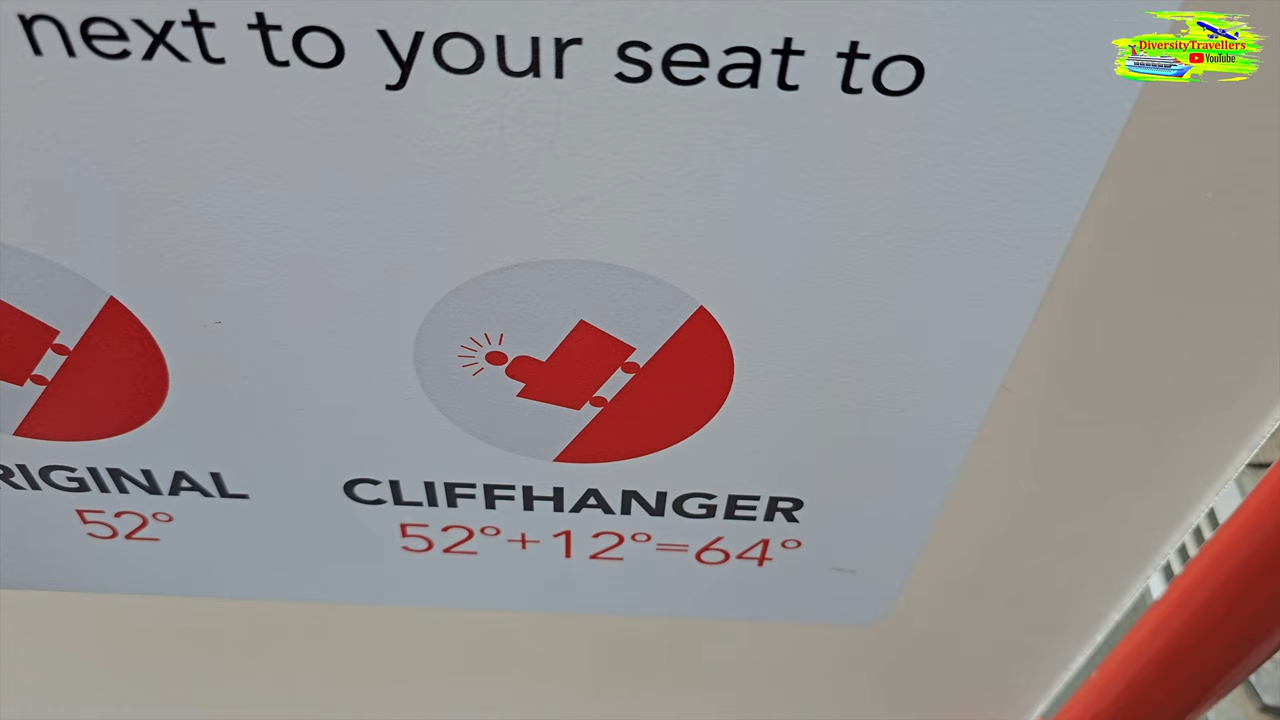 next to your seat to
DiversityTravellers
YouTube
RIGINAL
CLIFFHANGER
52°
52°+12°=64°